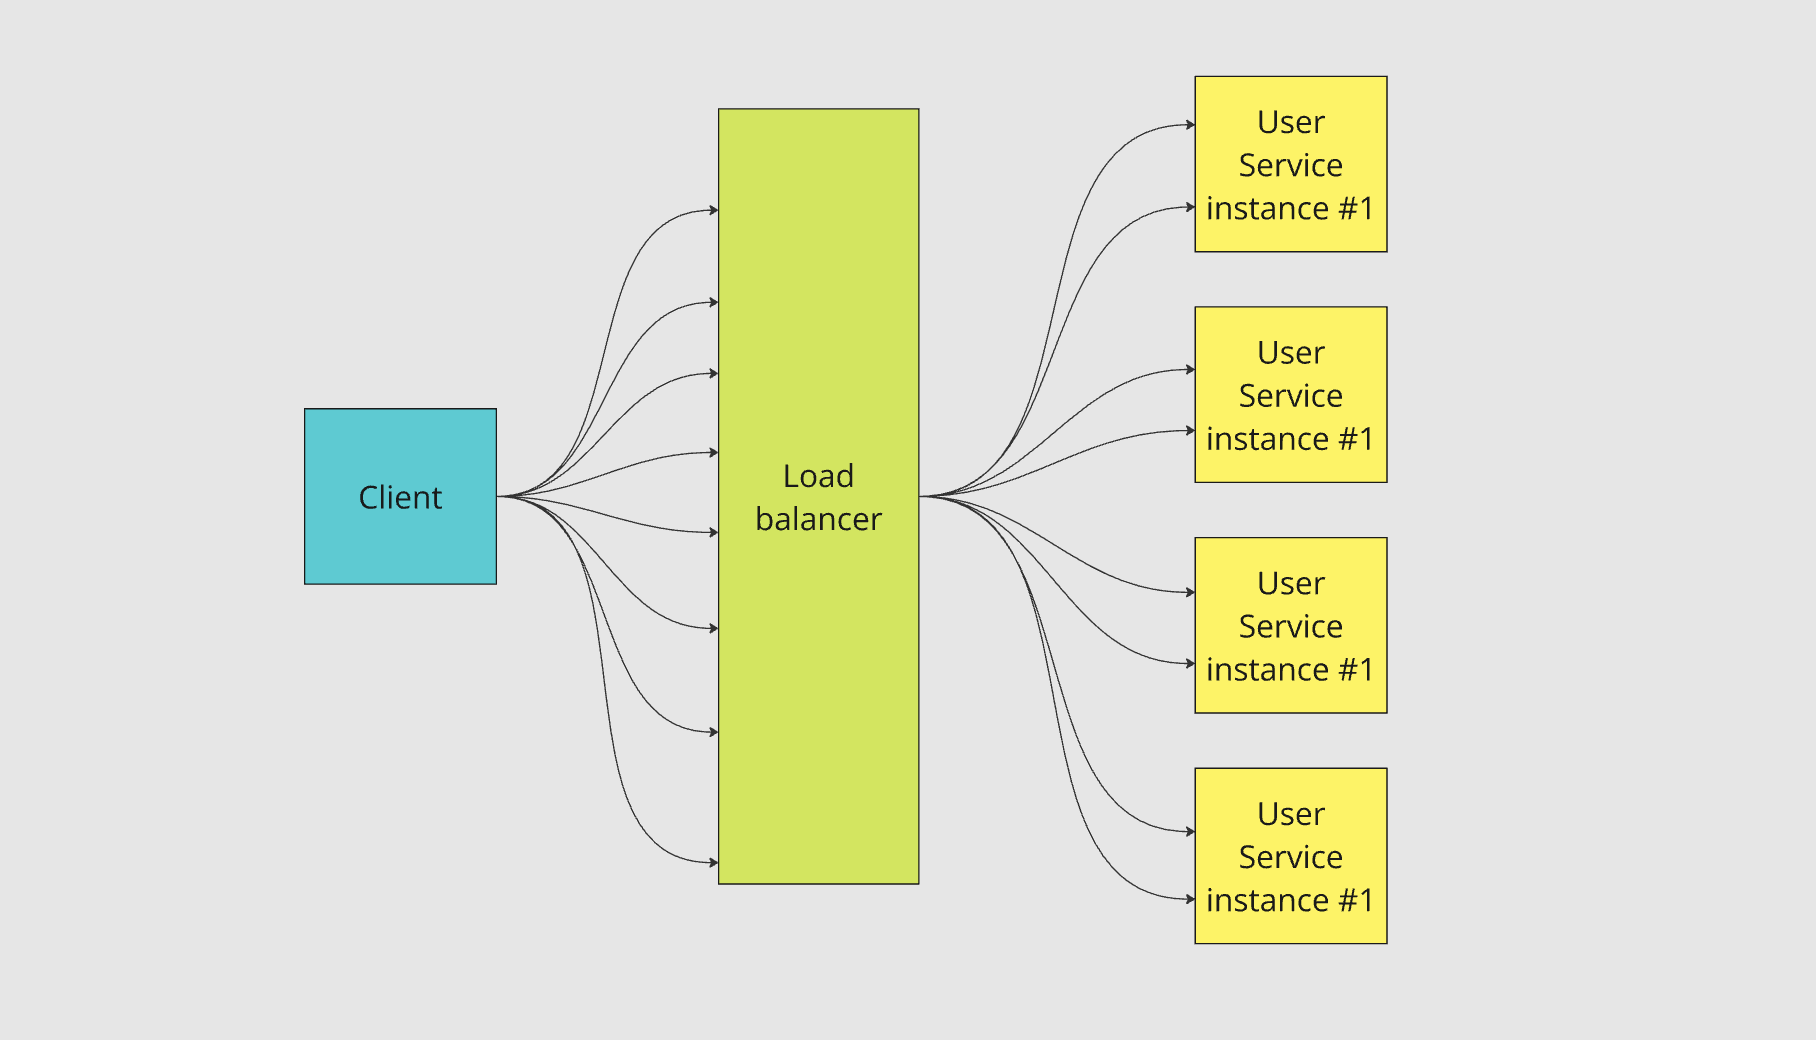 Client
Load
balancer
User
Service
instance #1
User
Service
instance #1
User
Service
instance #1
User
Service
instance #1